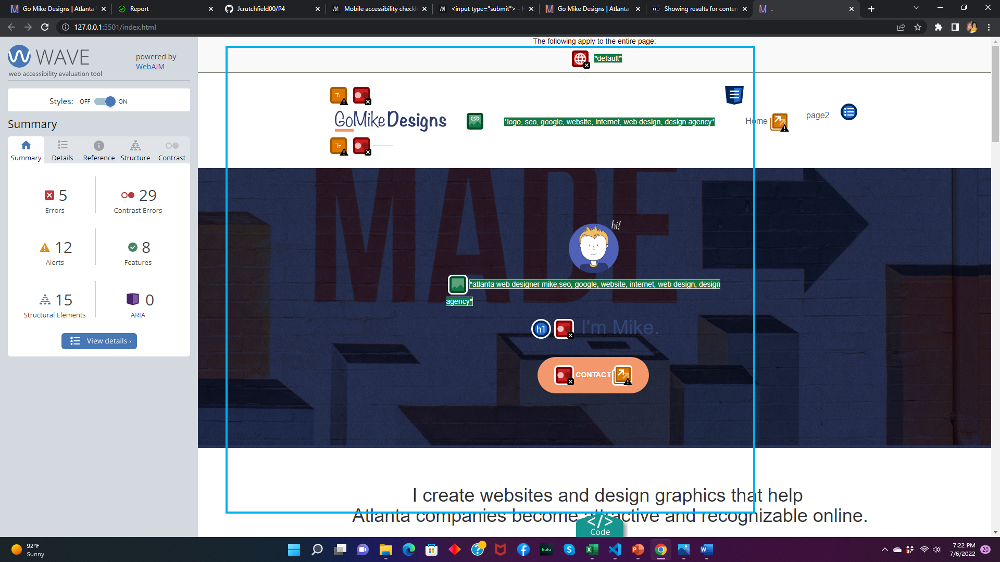 Go Mike Designs | Atlanta
Report
Jcrutchfield00/P4
Mobile accessibility checkli
<input type="submit"> - H
Go Mike Designs | Atlanta
Showing results for conten
.
127.0.0.1:5501/index.html
WAVE
web accessibility evaluation tool
powered by
WebAIM
Styles: OFF ON
Summary
Summary Details Reference Structure Contrast
5
Errors
29
Contrast Errors
12
Alerts
8
Features
15
Structural Elements
0
ARIA
View details ›
The following apply to the entire page:
*default*
GoMikeDesigns
*logo, seo, google, website, internet, web design, design agency*
Home
page2
MADE
hi!
*atlanta web designer mike,seo, google, website, internet, web design, design
agency*
h1 I'm Mike.
CONTACT
I create websites and design graphics that help
Atlanta companies become attractive and recognizable online.
</>
Code
92°F
Sunny
hulu
7:22 PM
7/6/2022
20